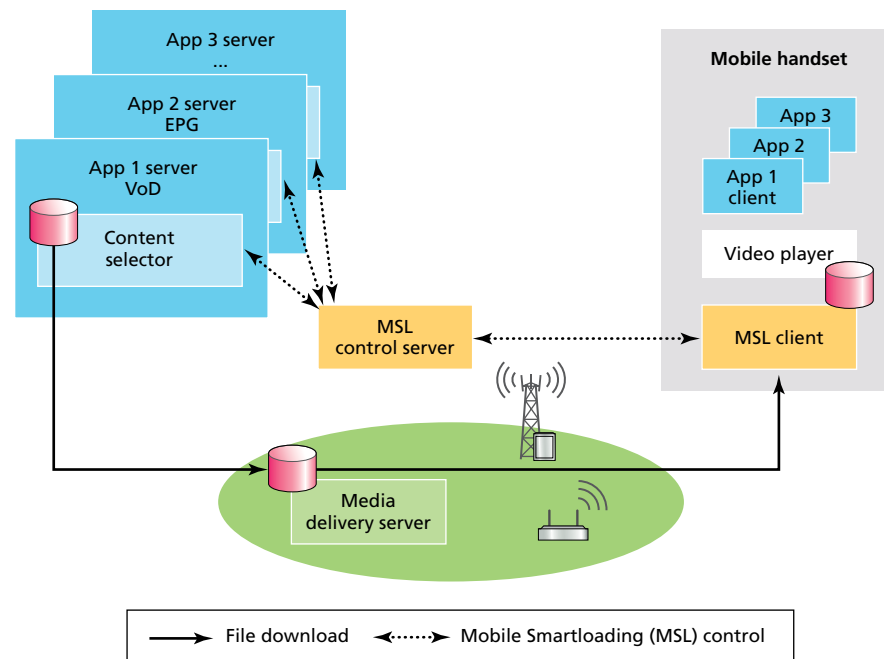 App 3 server
...
App 2 server
EPG
App 1 server
VoD
Content
selector
MSL
control server
Mobile handset
App 3
App 2
App 1
client
Video player
MSL client
Media
delivery server
File download
Mobile Smartloading (MSL) control